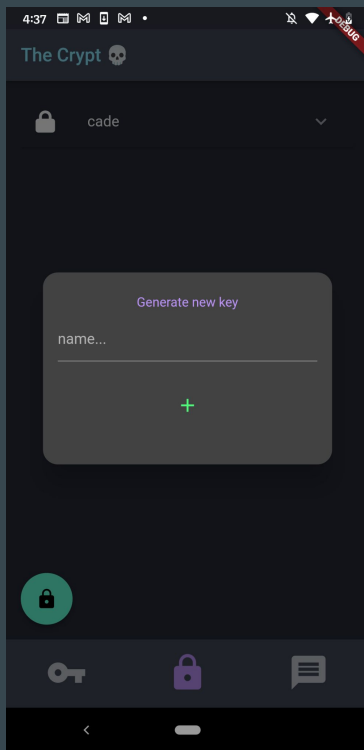 4:37
DEBUG
The Crypt 💀
cade
Generate new key
name...
+